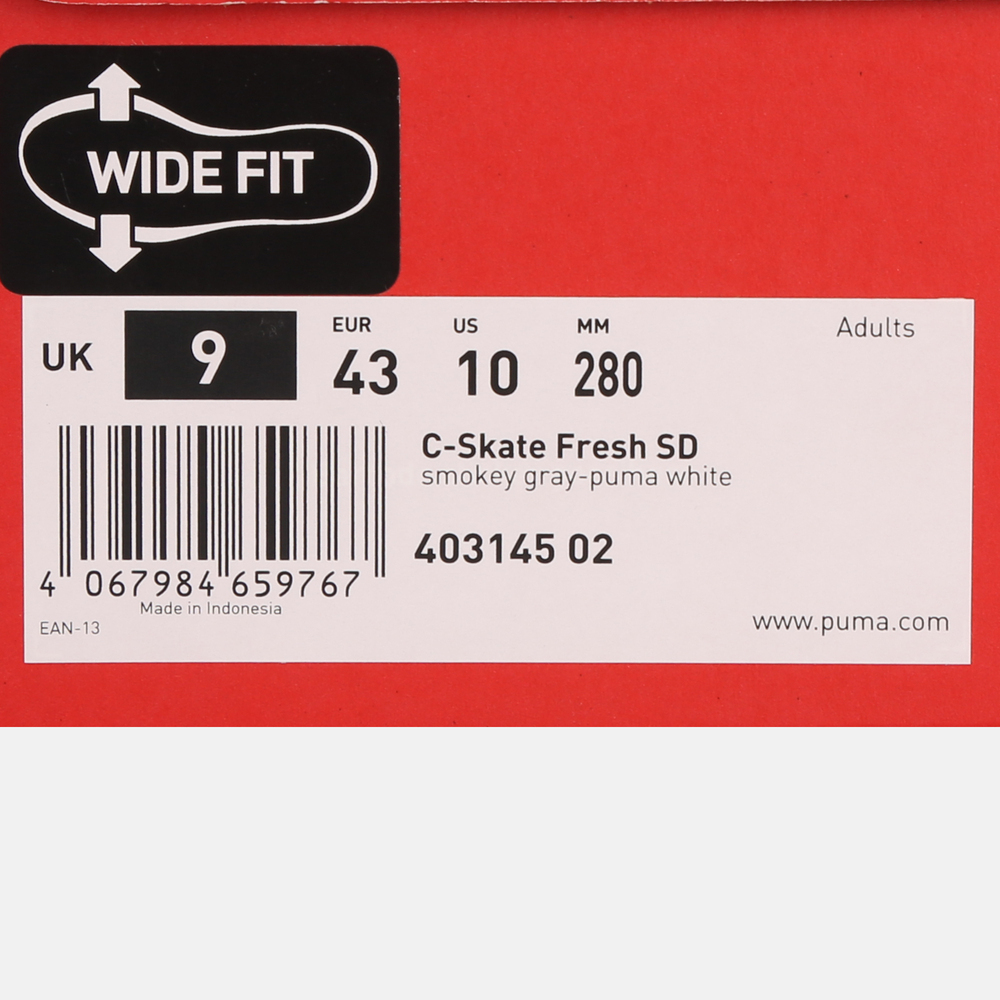 WIDE FIT
UK 9
EUR 43
US 10
MM 280
Adults
C-Skate Fresh SD
smokey gray-puma white
403145 02
4 067984 659767
Made in Indonesia
EAN-13
www.puma.com